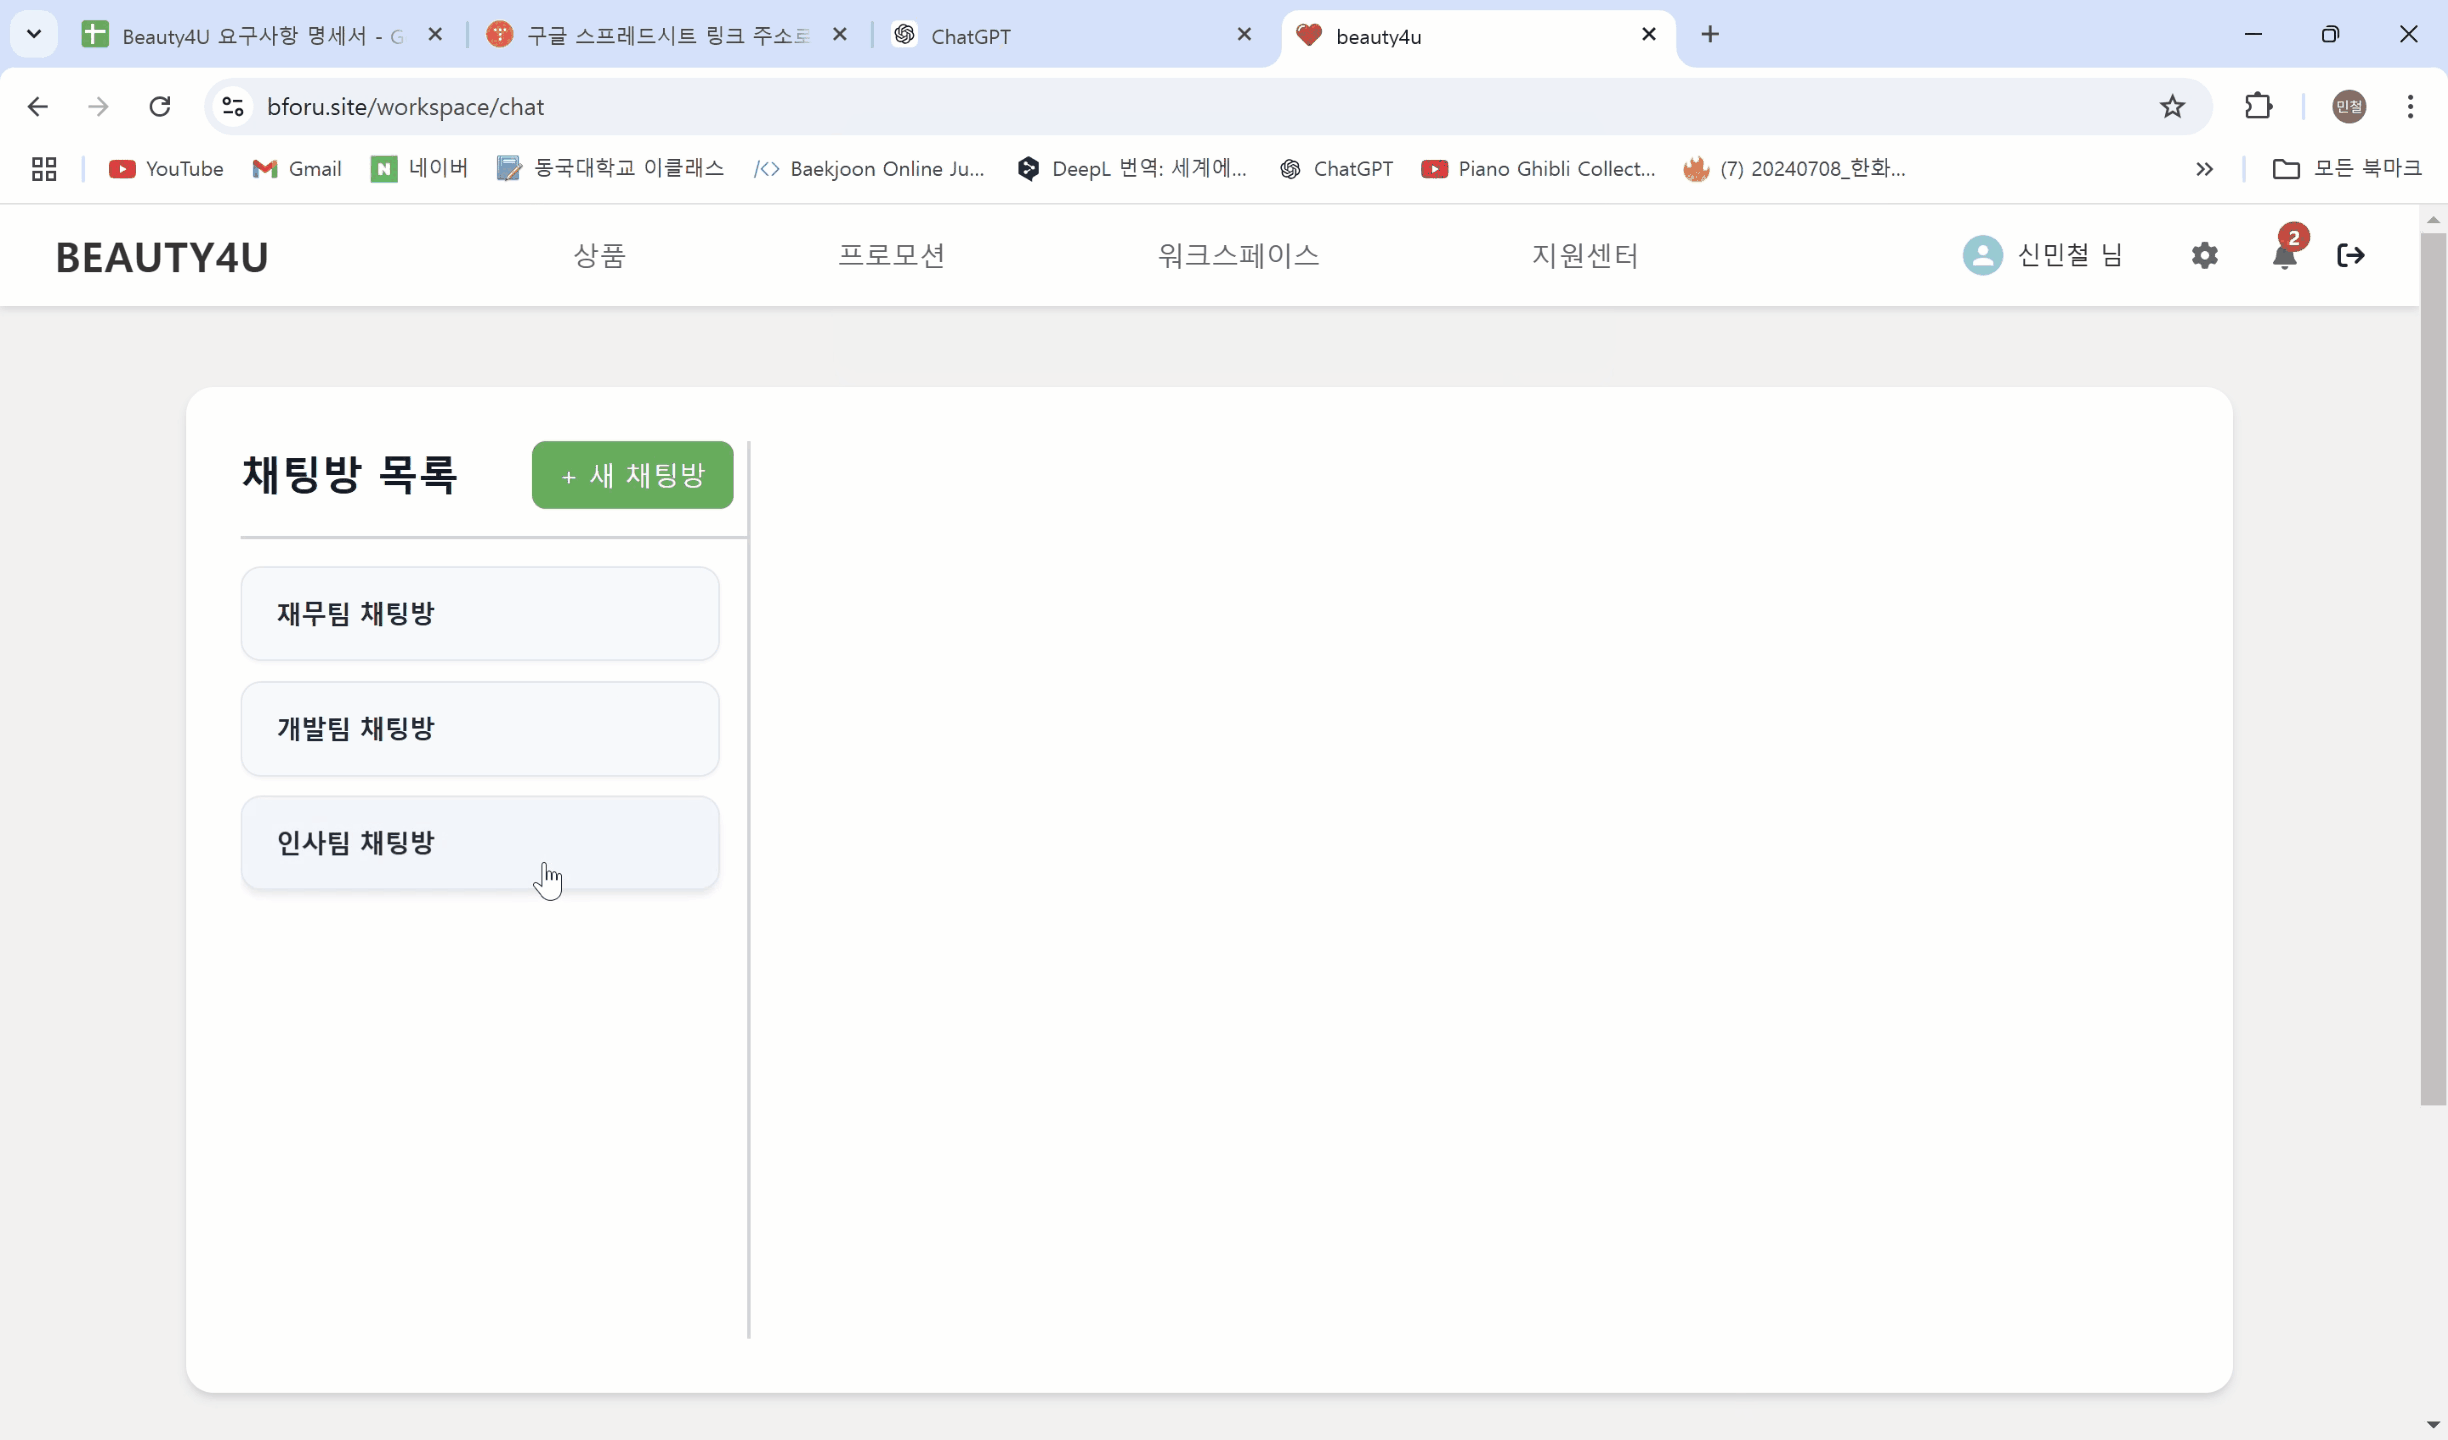 Beauty4U 요구사항 명세서 - G
구글 스프레드시트 링크 주소로
ChatGPT
beauty4u
bforu.site/workspace/chat
민철
YouTube
Gmail
N 네이버
동국대학교 이클래스
Baekjoon Online Ju...
DeepL 번역: 세계에...
ChatGPT
Piano Ghibli Collect...
(7) 20240708_한화...
모든 북마크
BEAUTY4U
상품
프로모션
워크스페이스
지원센터
신민철 님
2
채팅방 목록
+ 새 채팅방
재무팀 채팅방
개발팀 채팅방
인사팀 채팅방